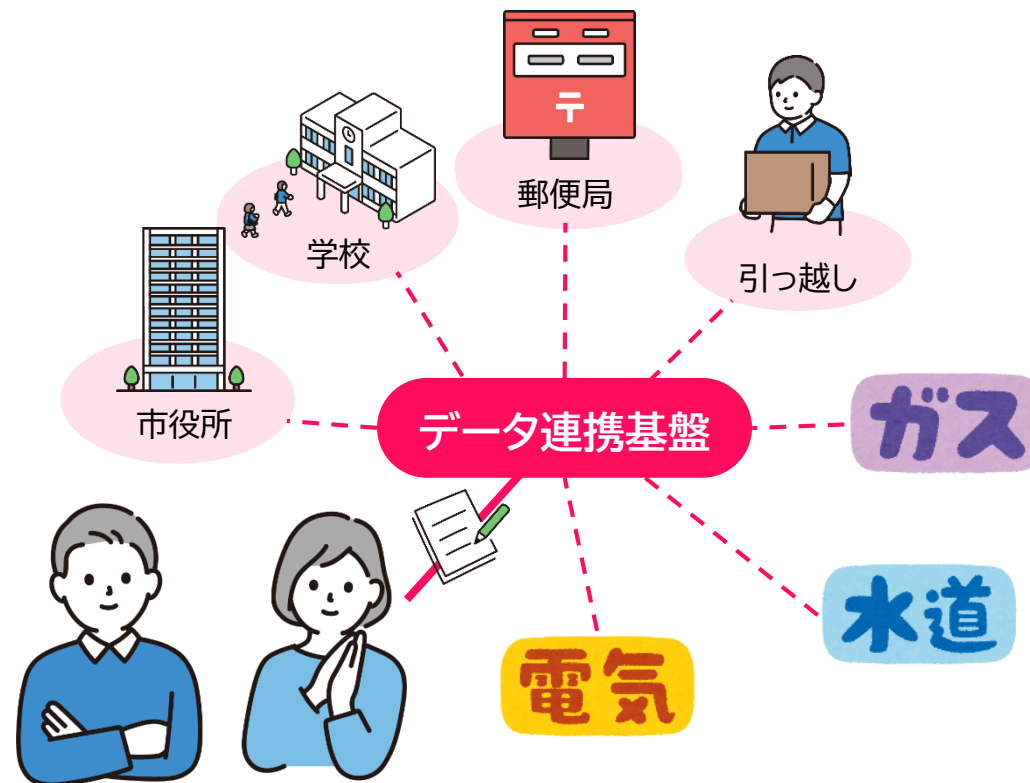 郵便局
学校
引っ越し
市役所
データ連携基盤
ガス
水道
電気